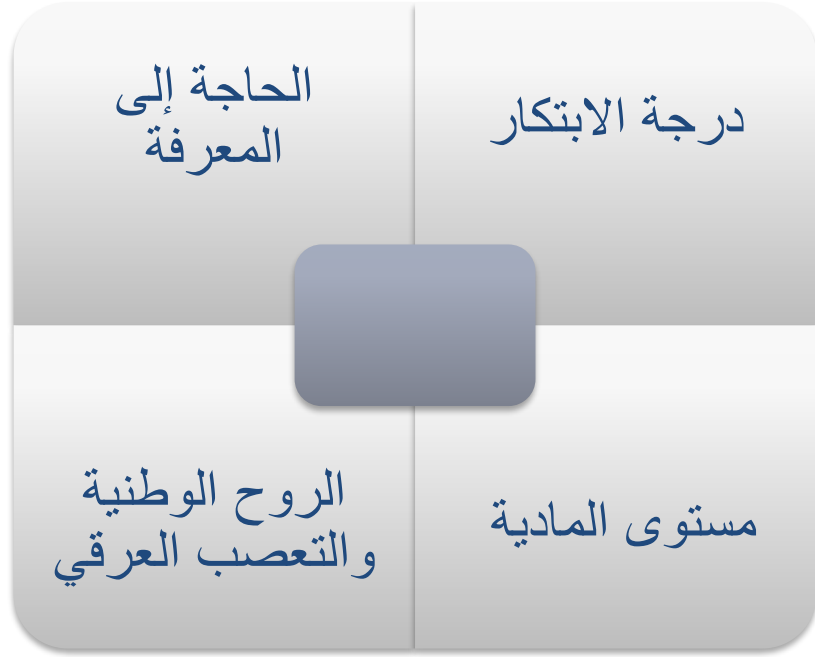 درجة الابتكار
الحاجة إلى
المعرفة
مستوى المادية
الروح الوطنية
والتعصب العرقي